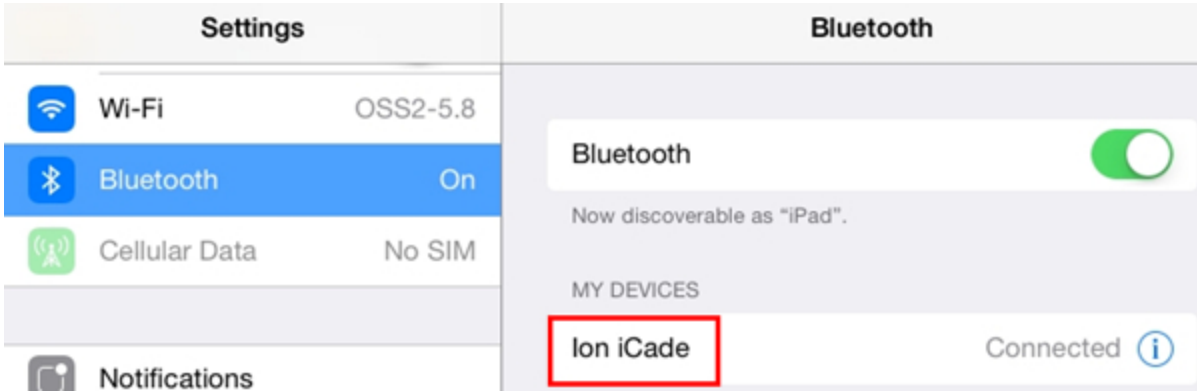 Settings
Wi-Fi OSS2-5.8
Bluetooth On
Cellular Data No SIM
Notifications
Bluetooth
Bluetooth
Now discoverable as “iPad”.
MY DEVICES
Ion iCade Connected